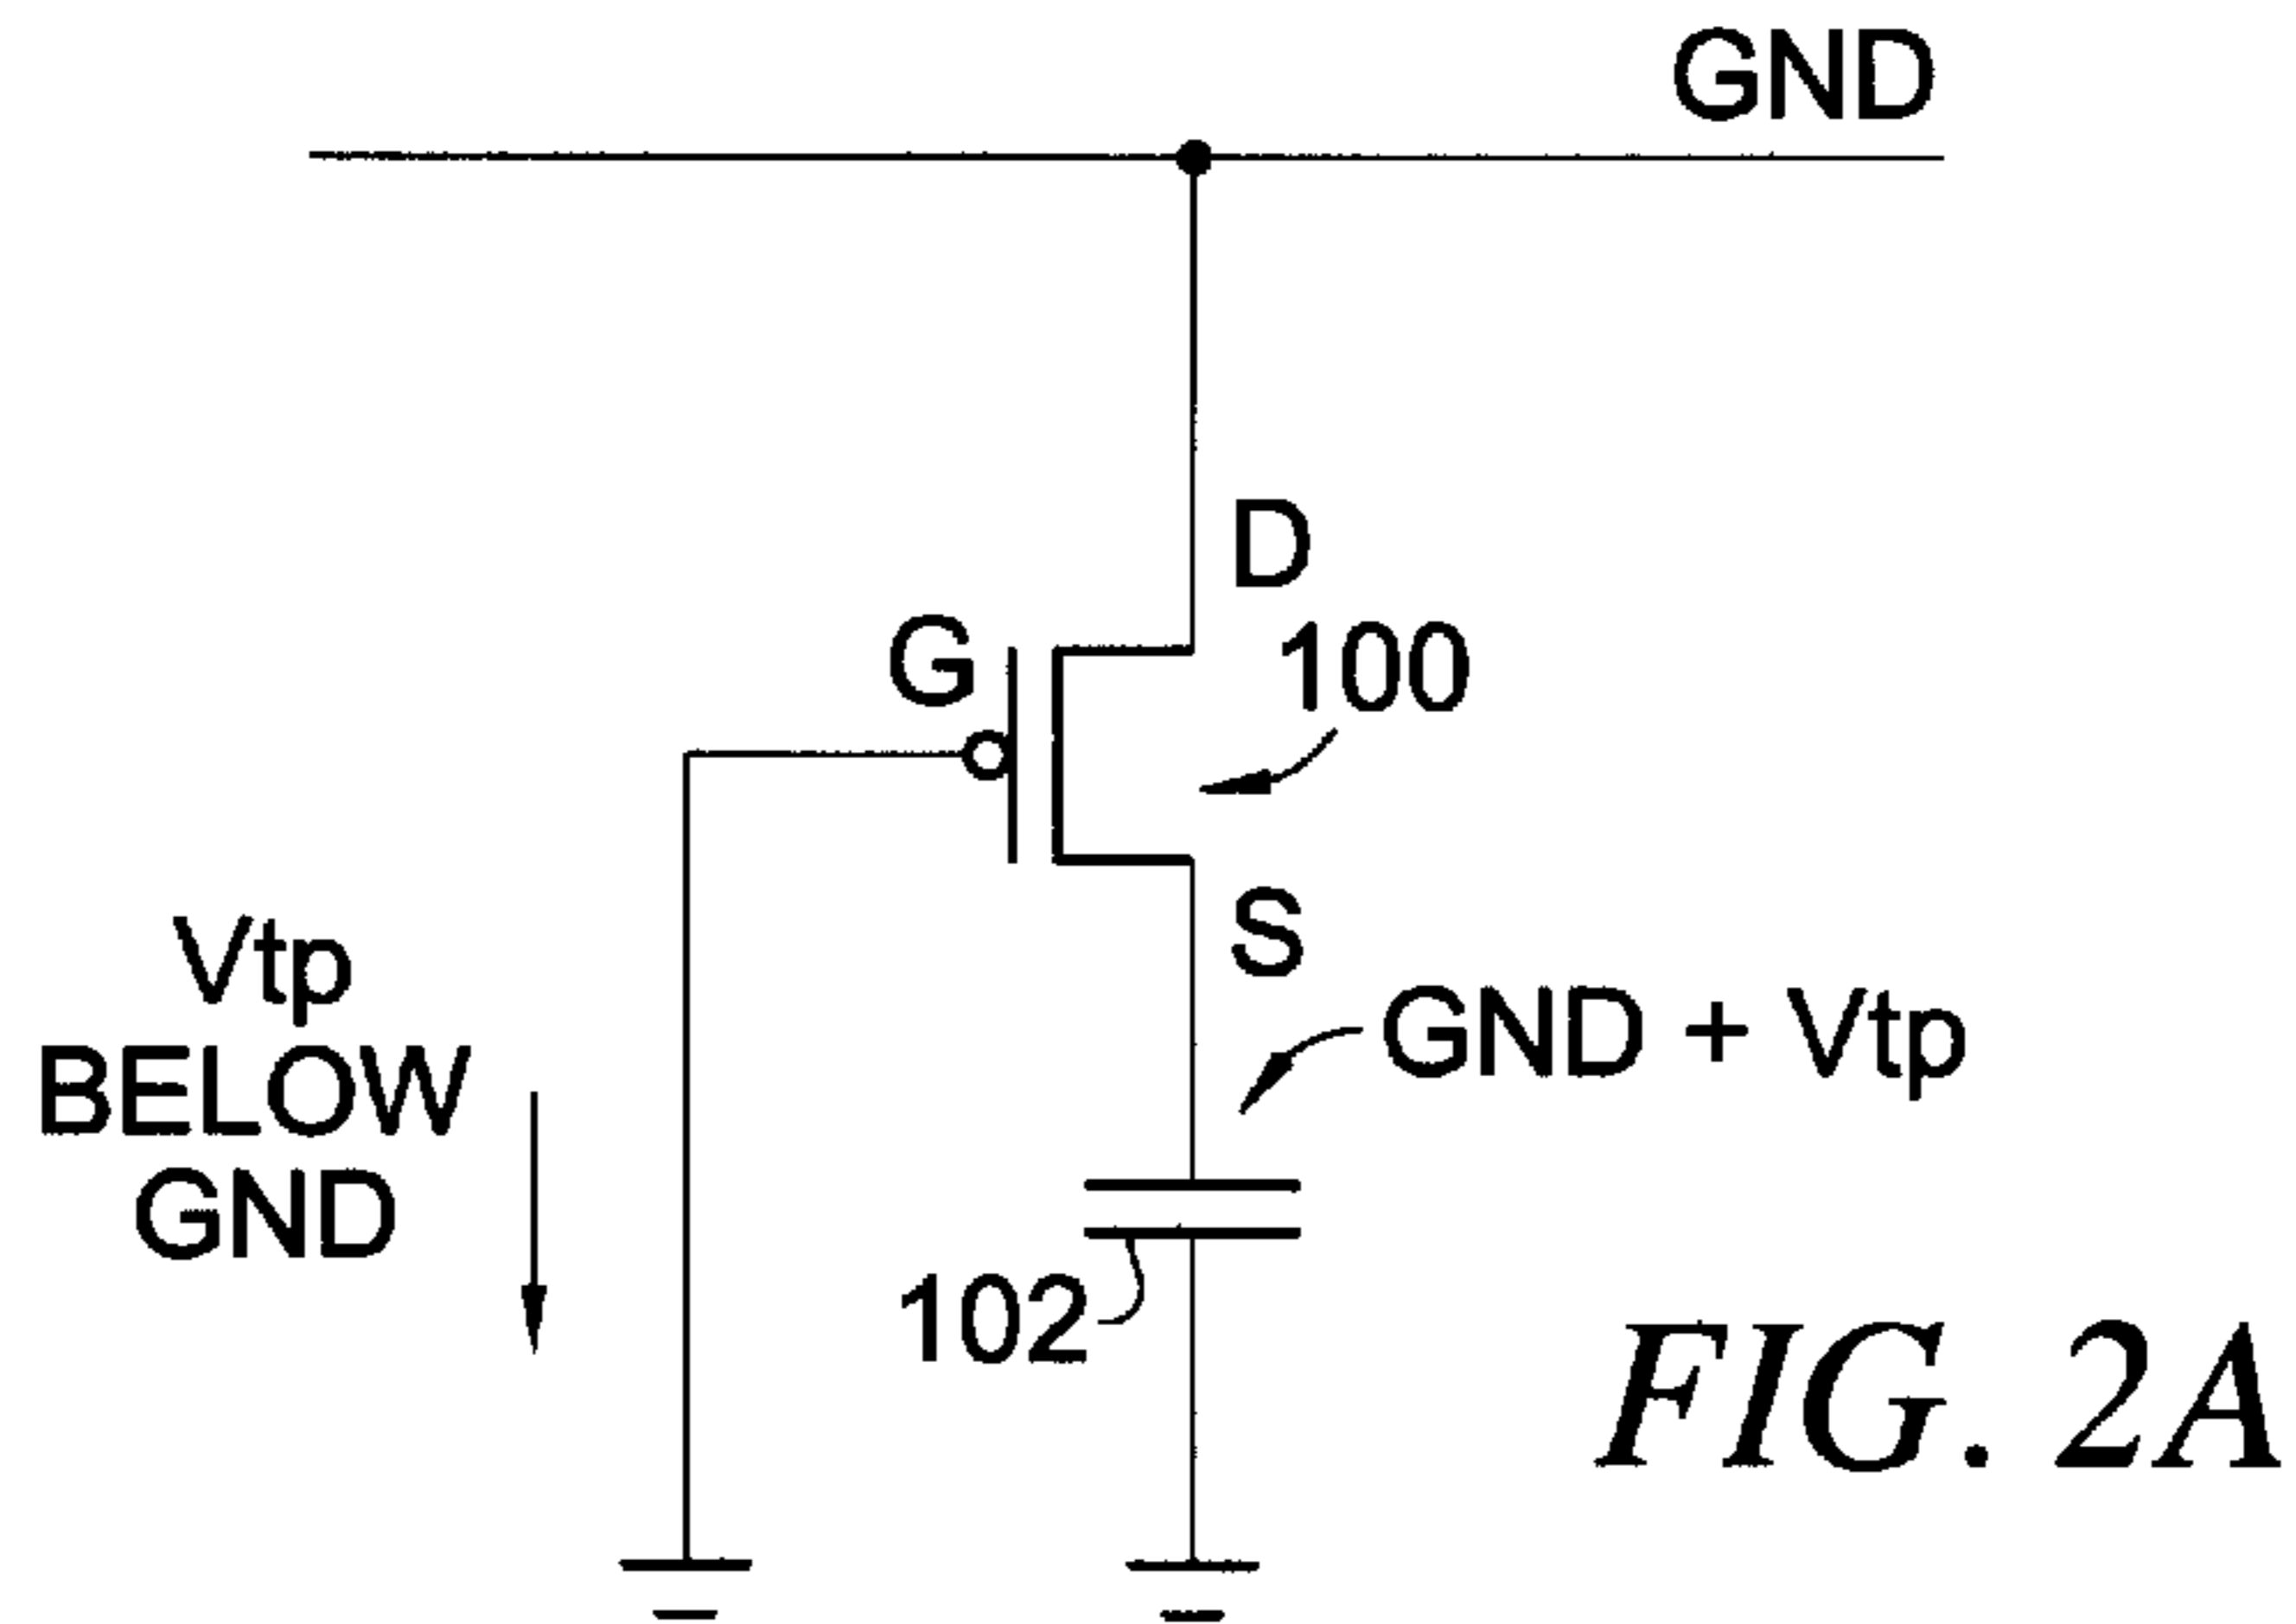 GND
D
G
100
S
Vtp
BELOW
GND
GND + Vtp
102
FIG. 2A